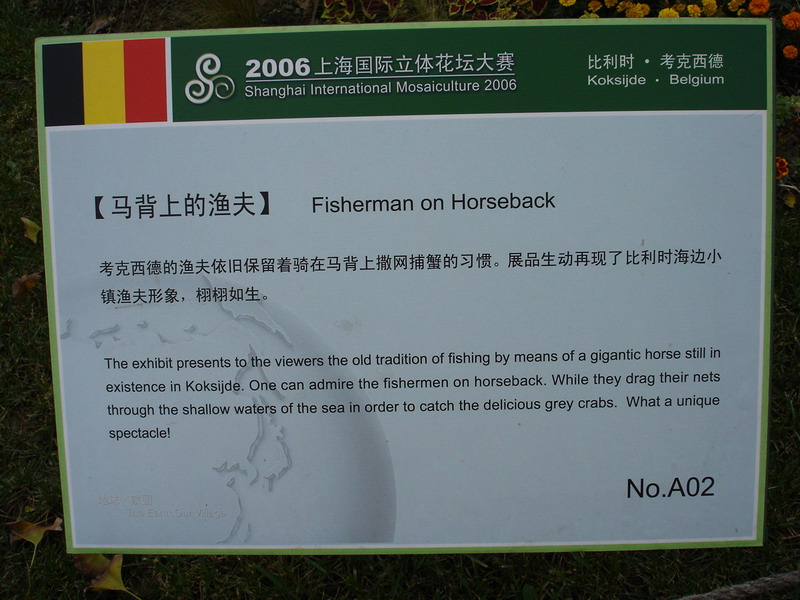 2006上海国际立体花坛大赛
Shanghai International Mosaiculture 2006
比利时·考克西德
Koksijde · Belgium
【马背上的渔夫】 Fisherman on Horseback
考克西德的渔夫依旧保留着骑在马背上撒网捕蟹的习惯。展品生动再现了比利时海边小
镇渔夫形象，栩栩如生。
The exhibit presents to the viewers the old tradition of fishing by means of a gigantic horse still in
existence in Koksijde. One can admire the fishermen on horseback. While they drag their nets
through the shallow waters of the sea in order to catch the delicious grey crabs. What a unique
spectacle!
No.A02